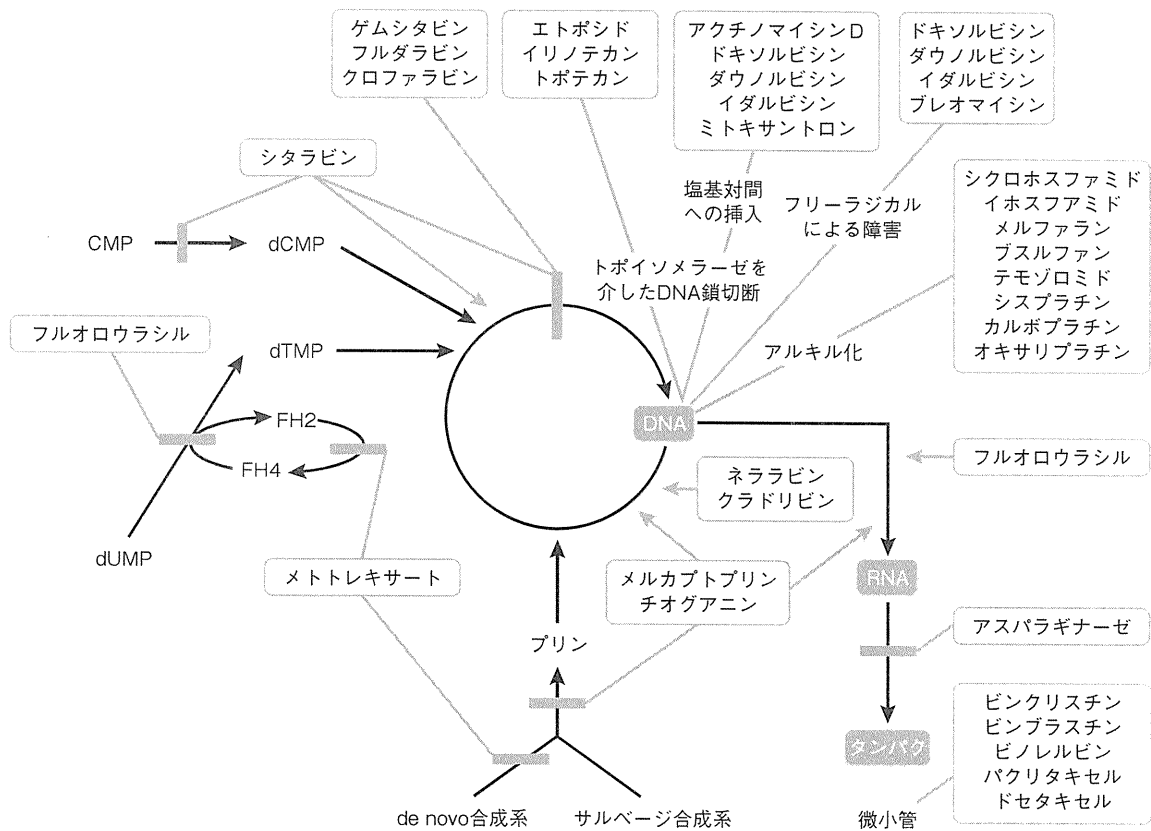 ゲムシタビン
フルダラビン
クロファラビン
エトポシド
イリノテカン
トポテカン
アクチノマイシンD
ドキソルビシン
ダウノルビシン
イダルビシン
ミトキサントロン
ドキソルビシン
ダウノルビシン
イダルビシン
ブレオマイシン
シタラビン
塩基対間
への挿入
フリーラジカル
による障害
シクロホスファミド
イホスフアミド
メルファラン
ブスルファン
テモゾロミド
シスプラチン
カルボプラチン
オキサリプラチン
CMP
dCMP
トポイソメラーゼを
介したDNA鎖切断
フルオロウラシル
dTMP
アルキル化
FH2
FH4
DNA
ネララビン
クラドリビン
フルオロウラシル
dUMP
メトトレキサート
メルカプトプリン
チオグアニン
RNA
プリン
アスパラギナーゼ
タンパク
ビンクリスチン
ビンブラスチン
ビノレルビン
パクリタキセル
ドセタキセル
de novo合成系
サルベージ合成系
微小管